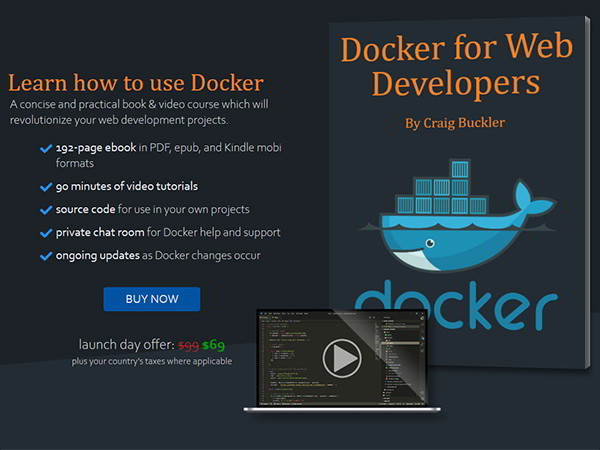 Docker for Web
Developers
By Craig Buckler
Learn how to use Docker
A concise and practical book & video course which will
revolutionize your web development projects.
192-page ebook in PDF, epub, and Kindle mobi
formats
90 minutes of video tutorials
source code for use in your own projects
private chat room for Docker help and support
ongoing updates as Docker changes occur
BUY NOW
launch day offer: $99 $69
plus your country's taxes where applicable
docker